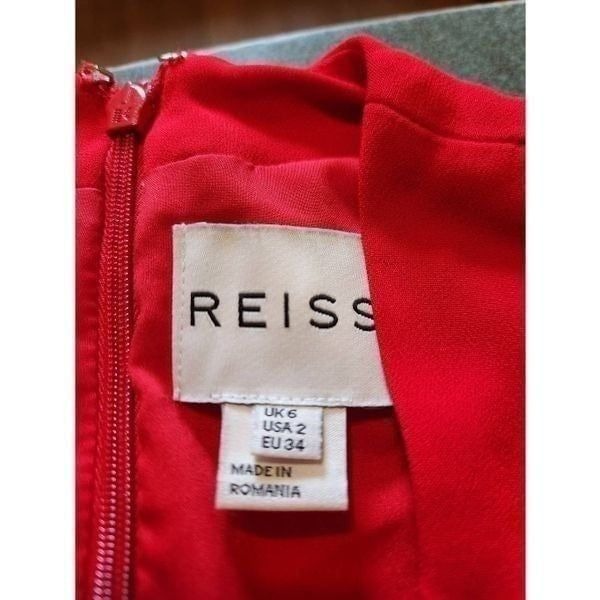 REISS
UK 6
USA 2
EU 34
MADE IN
ROMANIA